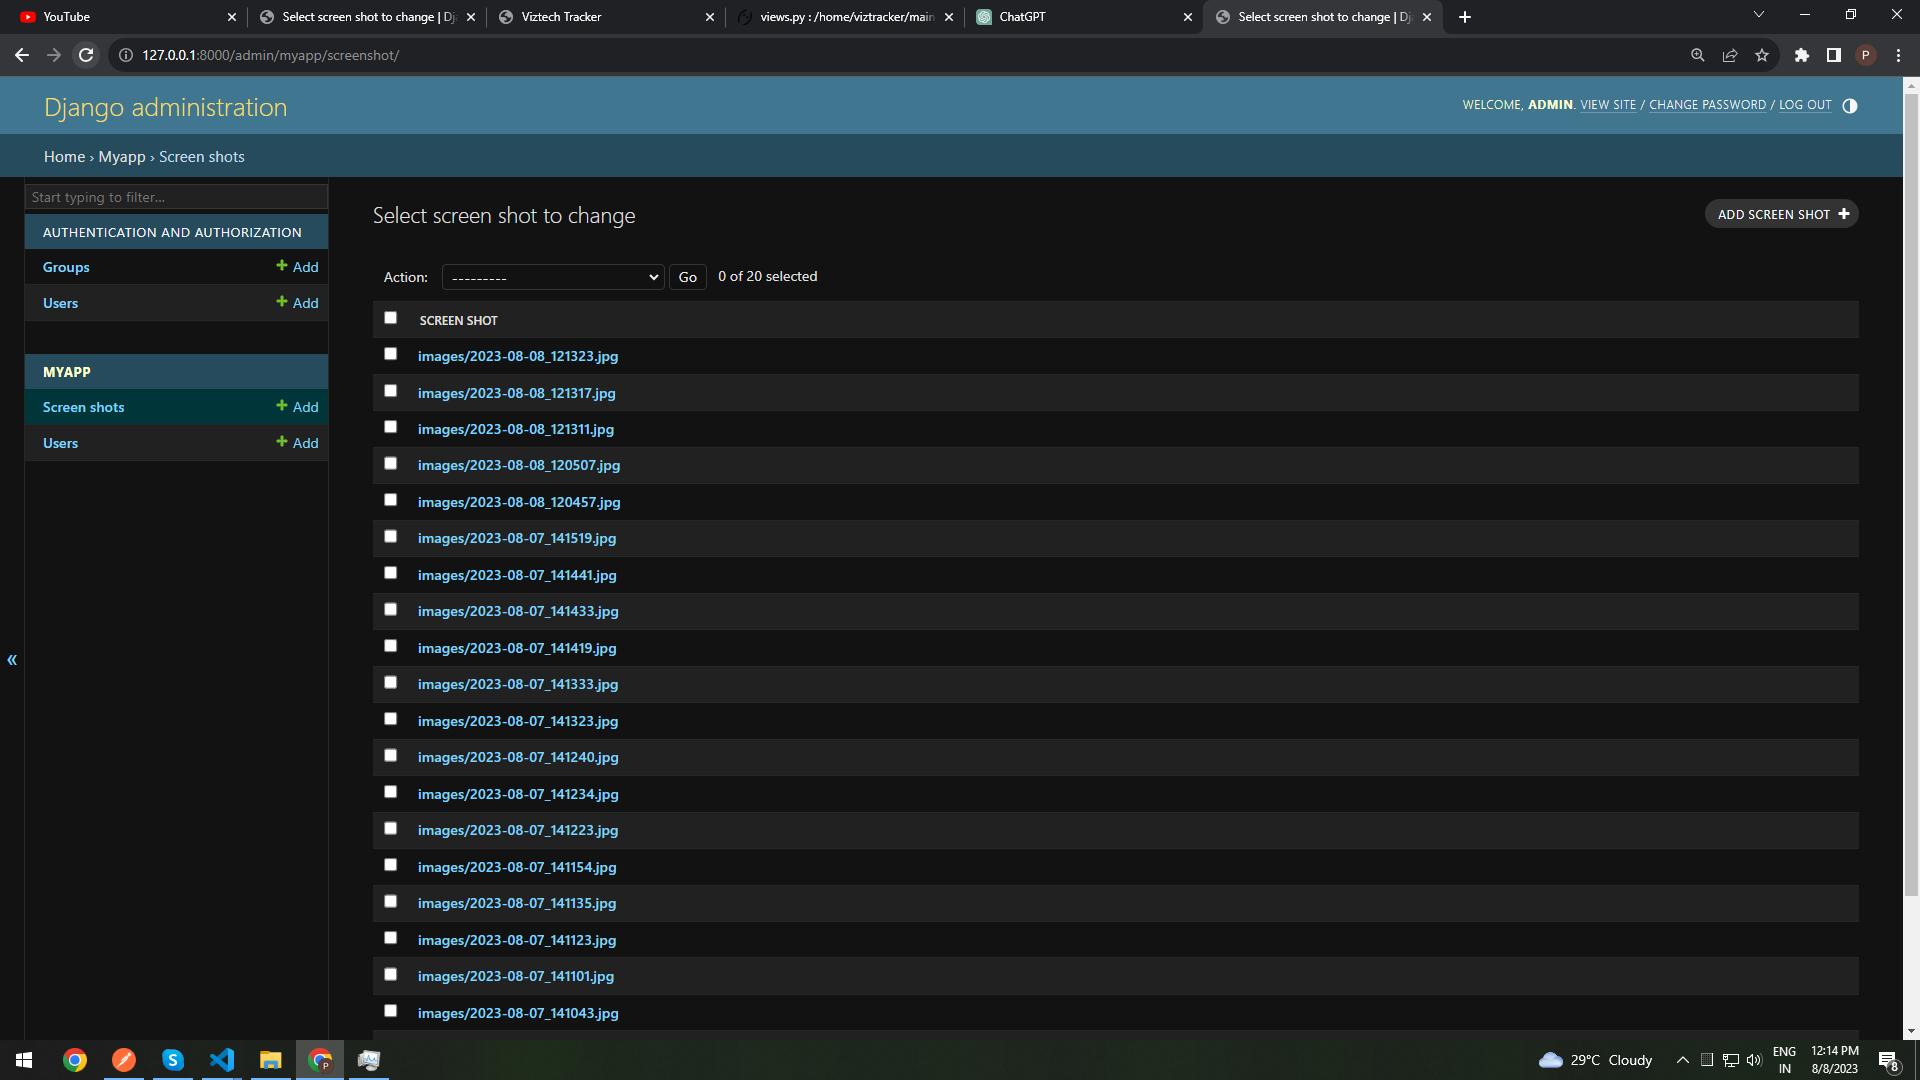 YouTube
Select screen shot to change | Dj
Viztech Tracker
views.py : /home/viztracker/main
ChatGPT
Select screen shot to change | Dj
127.0.0.1:8000/admin/myapp/screenshot/
P
Django administration
WELCOME, ADMIN. VIEW SITE / CHANGE PASSWORD / LOG OUT
Home › Myapp › Screen shots
Start typing to filter...
AUTHENTICATION AND AUTHORIZATION
Groups
Add
Users
Add
MYAPP
Screen shots
Add
Users
Add
«
Select screen shot to change
ADD SCREEN SHOT
Action: --------- Go 0 of 20 selected
SCREEN SHOT
images/2023-08-08_121323.jpg
images/2023-08-08_121317.jpg
images/2023-08-08_121311.jpg
images/2023-08-08_120507.jpg
images/2023-08-08_120457.jpg
images/2023-08-07_141519.jpg
images/2023-08-07_141441.jpg
images/2023-08-07_141433.jpg
images/2023-08-07_141419.jpg
images/2023-08-07_141333.jpg
images/2023-08-07_141323.jpg
images/2023-08-07_141240.jpg
images/2023-08-07_141234.jpg
images/2023-08-07_141223.jpg
images/2023-08-07_141154.jpg
images/2023-08-07_141135.jpg
images/2023-08-07_141123.jpg
images/2023-08-07_141101.jpg
images/2023-08-07_141043.jpg
29°C Cloudy
ENG
IN
12:14 PM
8/8/2023
8